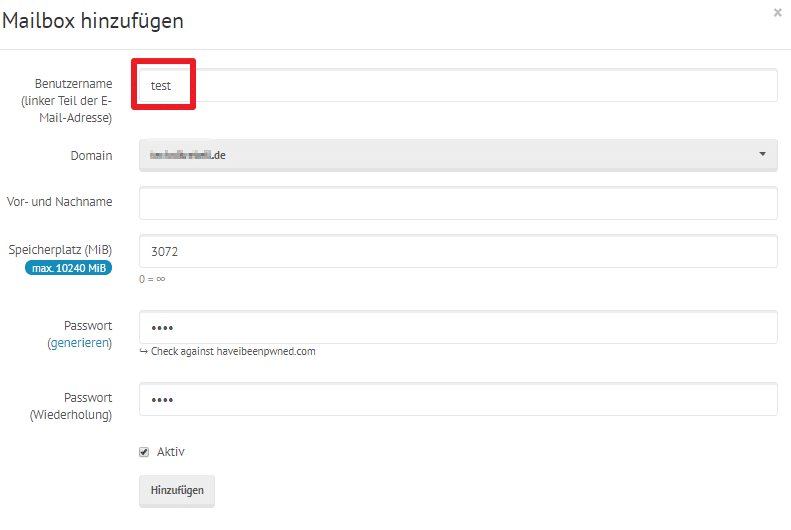 Mailbox hinzufügen
×
Benutzername
(linker Teil der E-
Mail-Adresse)
test
Domain
.de
Vor- und Nachname
Speicherplatz (MiB)
max. 10240 MiB
3072
0 = ∞
Passwort
(generieren)
••••
↪ Check against haveibeenpwned.com
Passwort
(Wiederholung)
••••
Aktiv
Hinzufügen